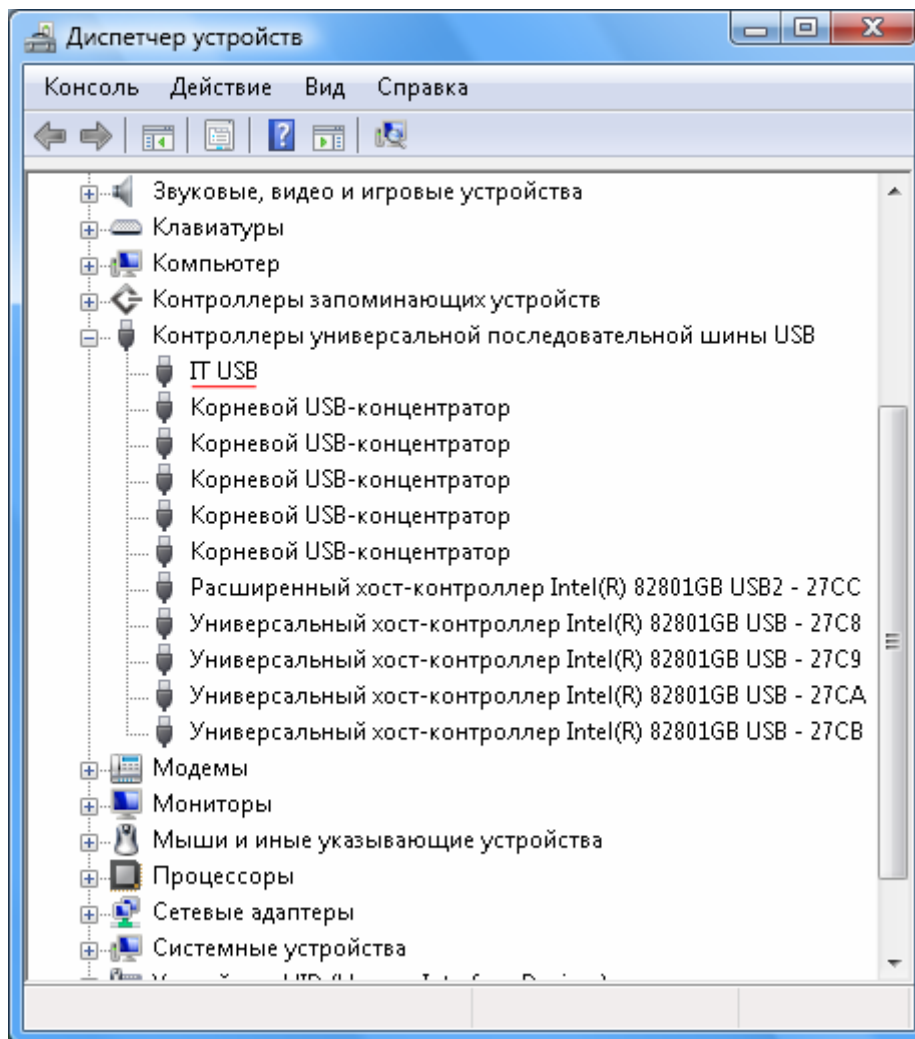 Диспетчер устройств
Консоль Действие Вид Справка
Звуковые, видео и игровые устройства
Клавиатуры
Компьютер
Контроллеры запоминающих устройств
Контроллеры универсальной последовательной шины USB
IT USB
Корневой USB-концентратор
Корневой USB-концентратор
Корневой USB-концентратор
Корневой USB-концентратор
Корневой USB-концентратор
Расширенный хост-контроллер Intel(R) 82801GB USB2 - 27CC
Универсальный хост-контроллер Intel(R) 82801GB USB - 27C8
Универсальный хост-контроллер Intel(R) 82801GB USB - 27C9
Универсальный хост-контроллер Intel(R) 82801GB USB - 27CA
Универсальный хост-контроллер Intel(R) 82801GB USB - 27CB
Модемы
Мониторы
Мыши и иные указывающие устройства
Процессоры
Сетевые адаптеры
Системные устройства